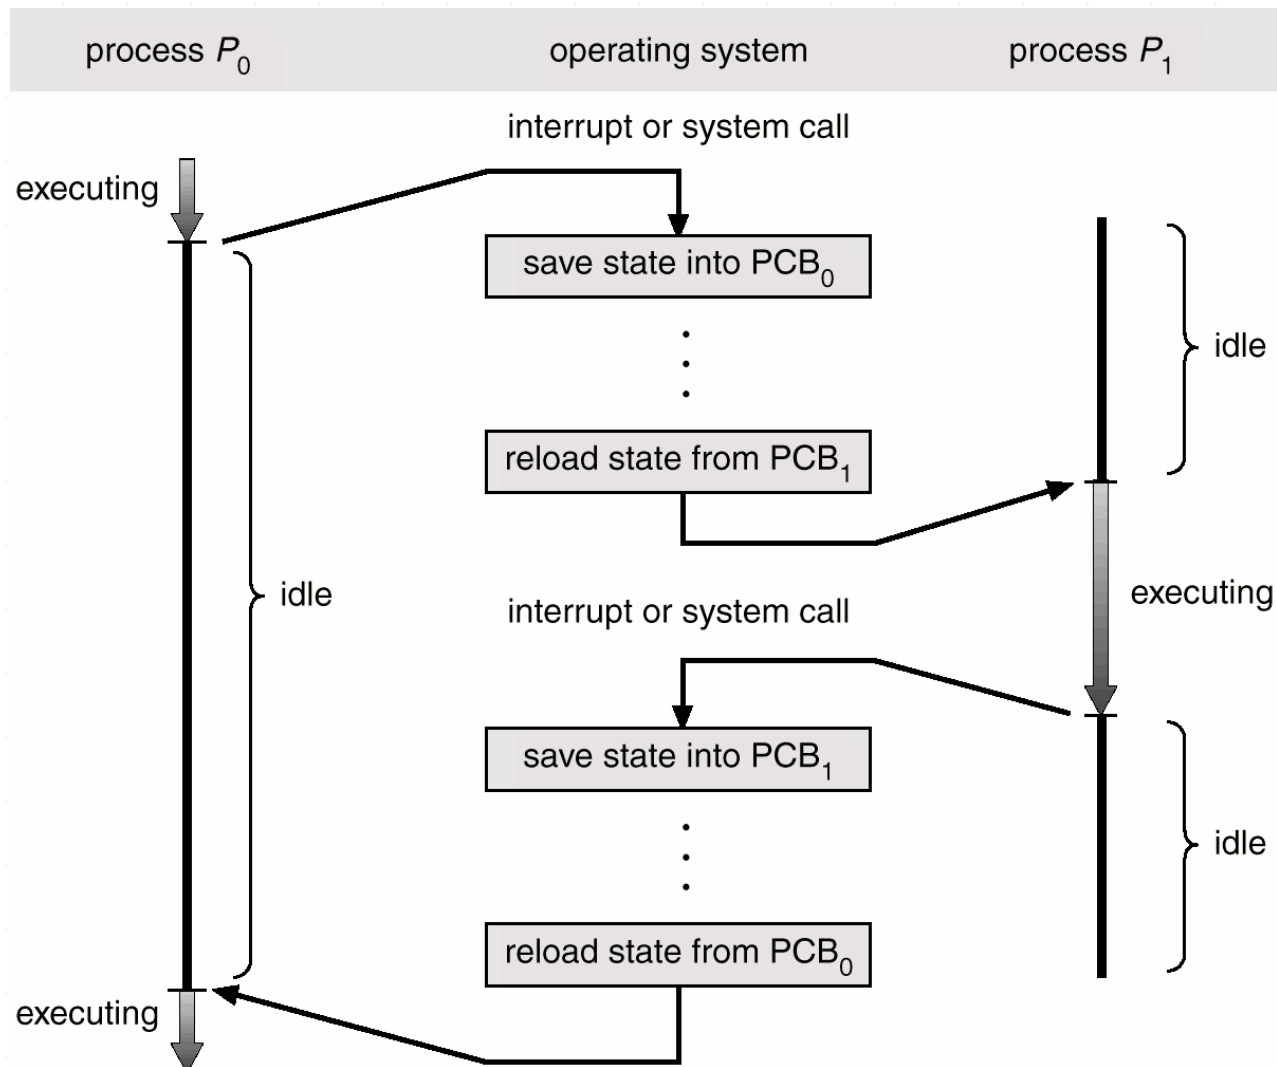 process P0
operating system
process P1
interrupt or system call
executing
save state into PCB0
idle
reload state from PCB1
idle
executing
interrupt or system call
save state into PCB1
idle
reload state from PCB0
executing